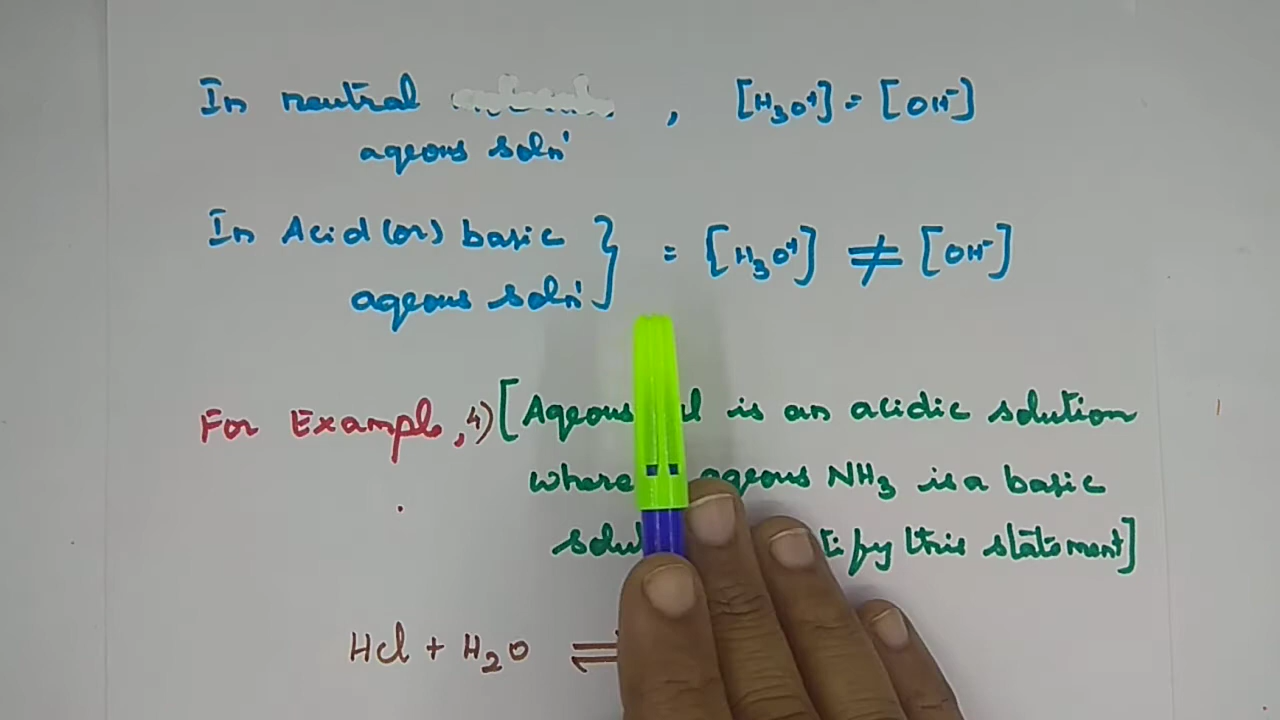 In neutral , [H₃O⁺] = [OH⁻]
aqeous soln
In Acid (or) basic } = [H₃O⁺] ≠ [OH⁻]
aqeous soln
For Example, 4) [Aqeous is an acidic solution
where aqeous NH₃ is a basic
this statement]
Hcl + H₂O ⇌